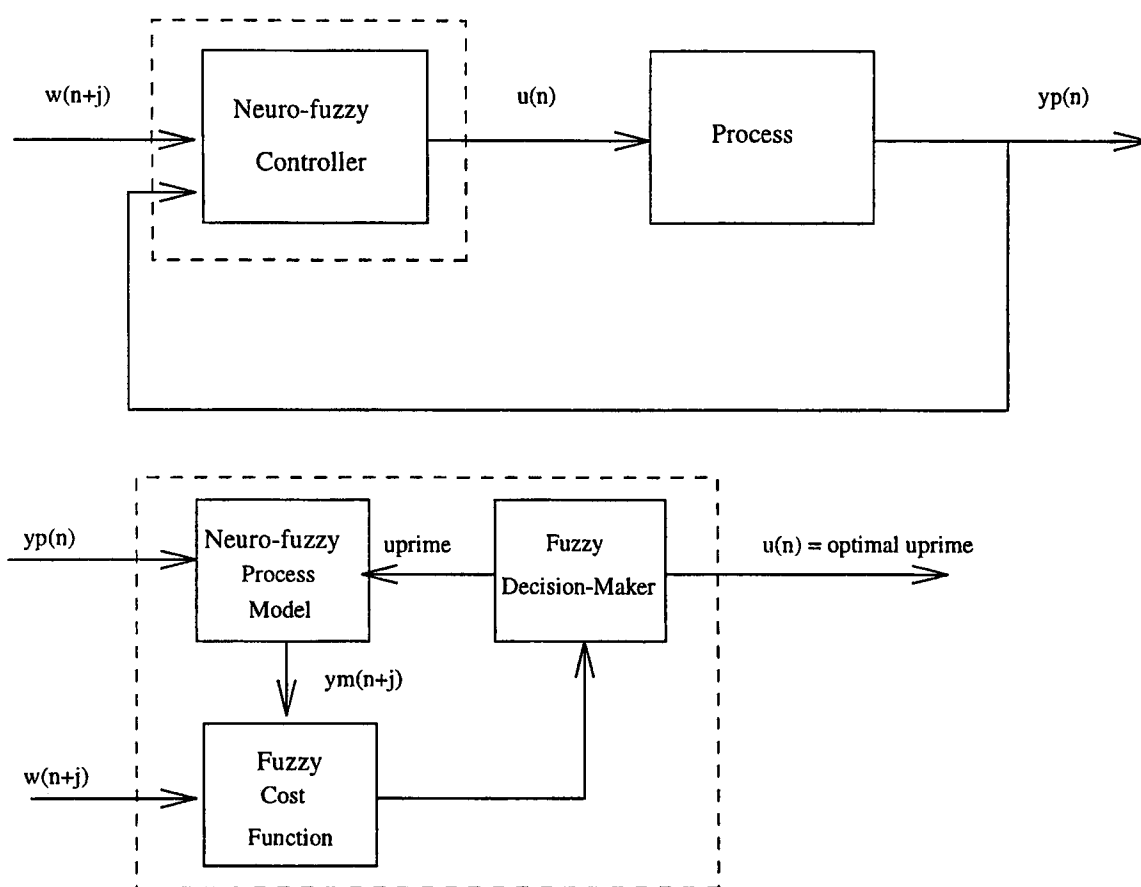 w(n+j)
Neuro-fuzzy
Controller
u(n)
Process
yp(n)
yp(n)
Neuro-fuzzy
Process
Model
uprime
Fuzzy
Decision-Maker
u(n) = optimal uprime
ym(n+j)
w(n+j)
Fuzzy
Cost
Function